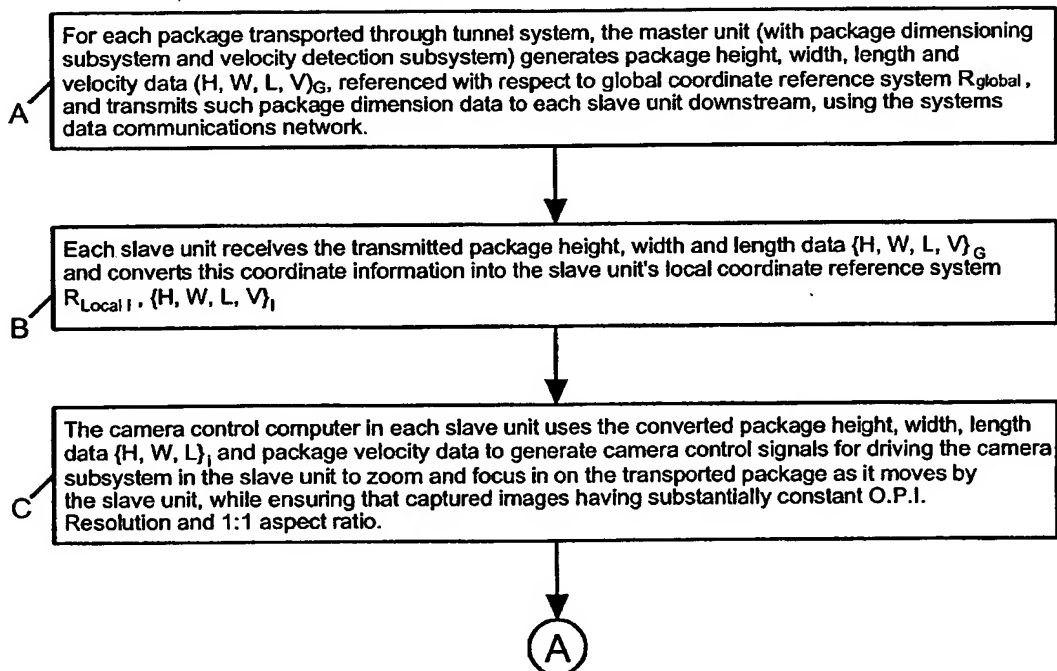 For each package transported through tunnel system, the master unit (with package dimensioning
subsystem and velocity detection subsystem) generates package height, width, length and
velocity data (H, W, L, V)G, referenced with respect to global coordinate reference system Rglobal,
and transmits such package dimension data to each slave unit downstream, using the systems
data communications network.
A
Each slave unit receives the transmitted package height, width and length data {H, W, L, V}G
and converts this coordinate information into the slave unit's local coordinate reference system
RLocal I, {H, W, L, V}I
B
The camera control computer in each slave unit uses the converted package height, width, length
data {H, W, L}i and package velocity data to generate camera control signals for driving the camera
subsystem in the slave unit to zoom and focus in on the transported package as it moves by
the slave unit, while ensuring that captured images having substantially constant O.P.I.
Resolution and 1:1 aspect ratio.
C
A